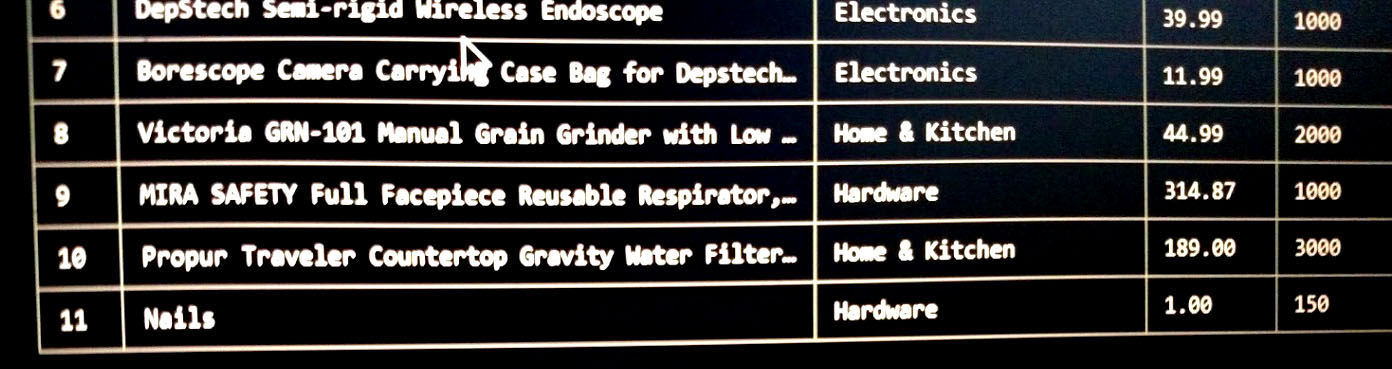 6 DepStech Semi-rigid Wireless Endoscope Electronics 39.99 1000
7 Borescope Camera Carrying Case Bag for Depstech… Electronics 11.99 1000
8 Victoria GRN-101 Manual Grain Grinder with Low … Home & Kitchen 44.99 2000
9 MIRA SAFETY Full Facepiece Reusable Respirator,… Hardware 314.87 1000
10 Propur Traveler Countertop Gravity Water Filter… Home & Kitchen 189.00 3000
11 Nails Hardware 1.00 150